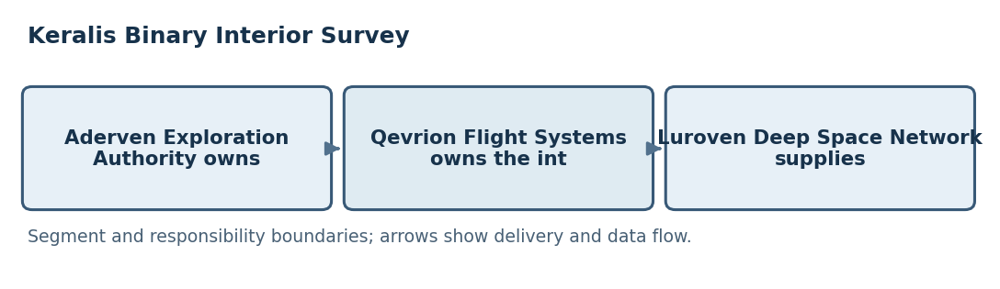 Keralis Binary Interior Survey
Aderven Exploration
Authority owns
Qevrion Flight Systems
owns the int
Luroven Deep Space Network
supplies
Segment and responsibility boundaries; arrows show delivery and data flow.